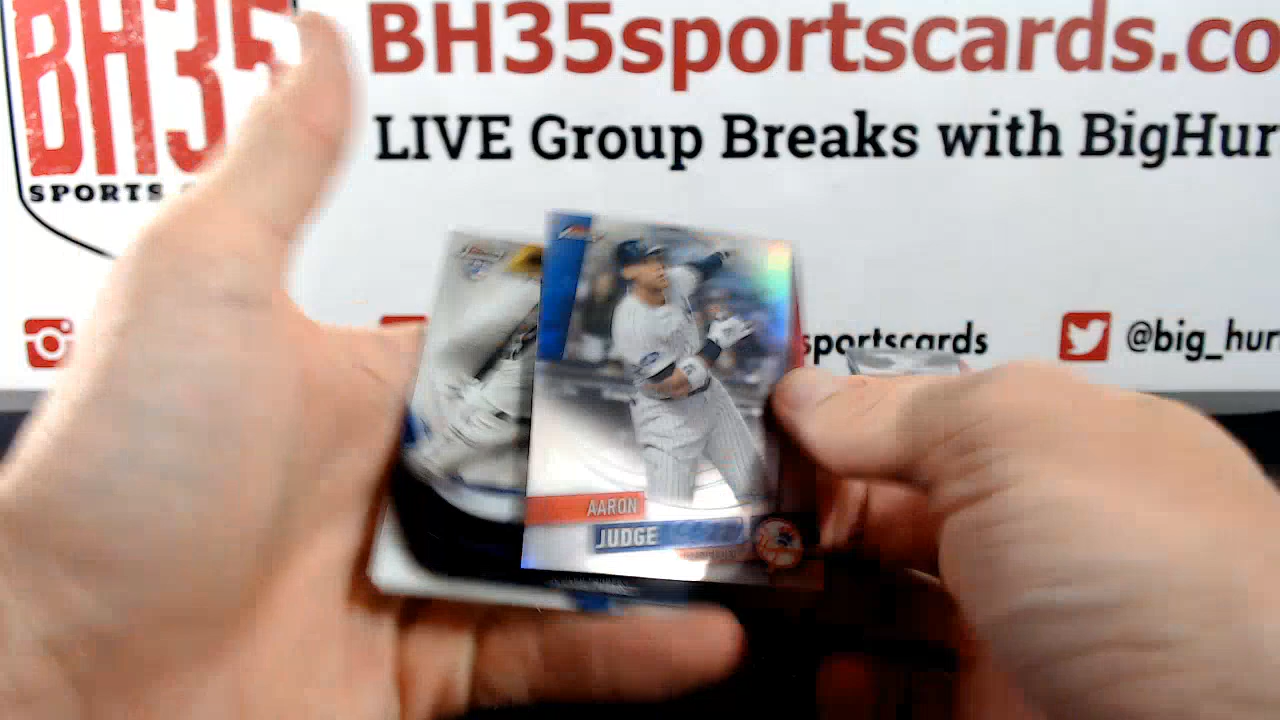 BH35
SPORTS
BH35sportscards.co
LIVE Group Breaks with BigHur
sportscards
@big_hur
AARON
JUDGE